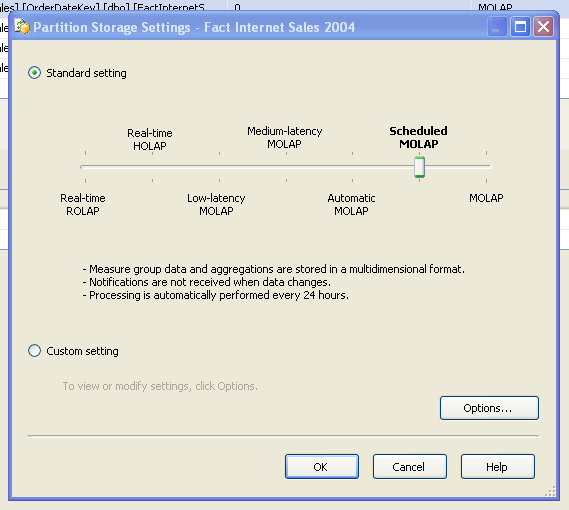 ales] [OrderDateKey] [dbo] [FactInternetS 0 MOLAP
Partition Storage Settings - Fact Internet Sales 2004
Standard setting
Real-time
HOLAP
Medium-latency
MOLAP
Scheduled
MOLAP
Real-time
ROLAP
Low-latency
MOLAP
Automatic
MOLAP
MOLAP
- Measure group data and aggregations are stored in a multidimensional format.
- Notifications are not received when data changes.
- Processing is automatically performed every 24 hours.
Custom setting
To view or modify settings, click Options.
Options...
OK Cancel Help